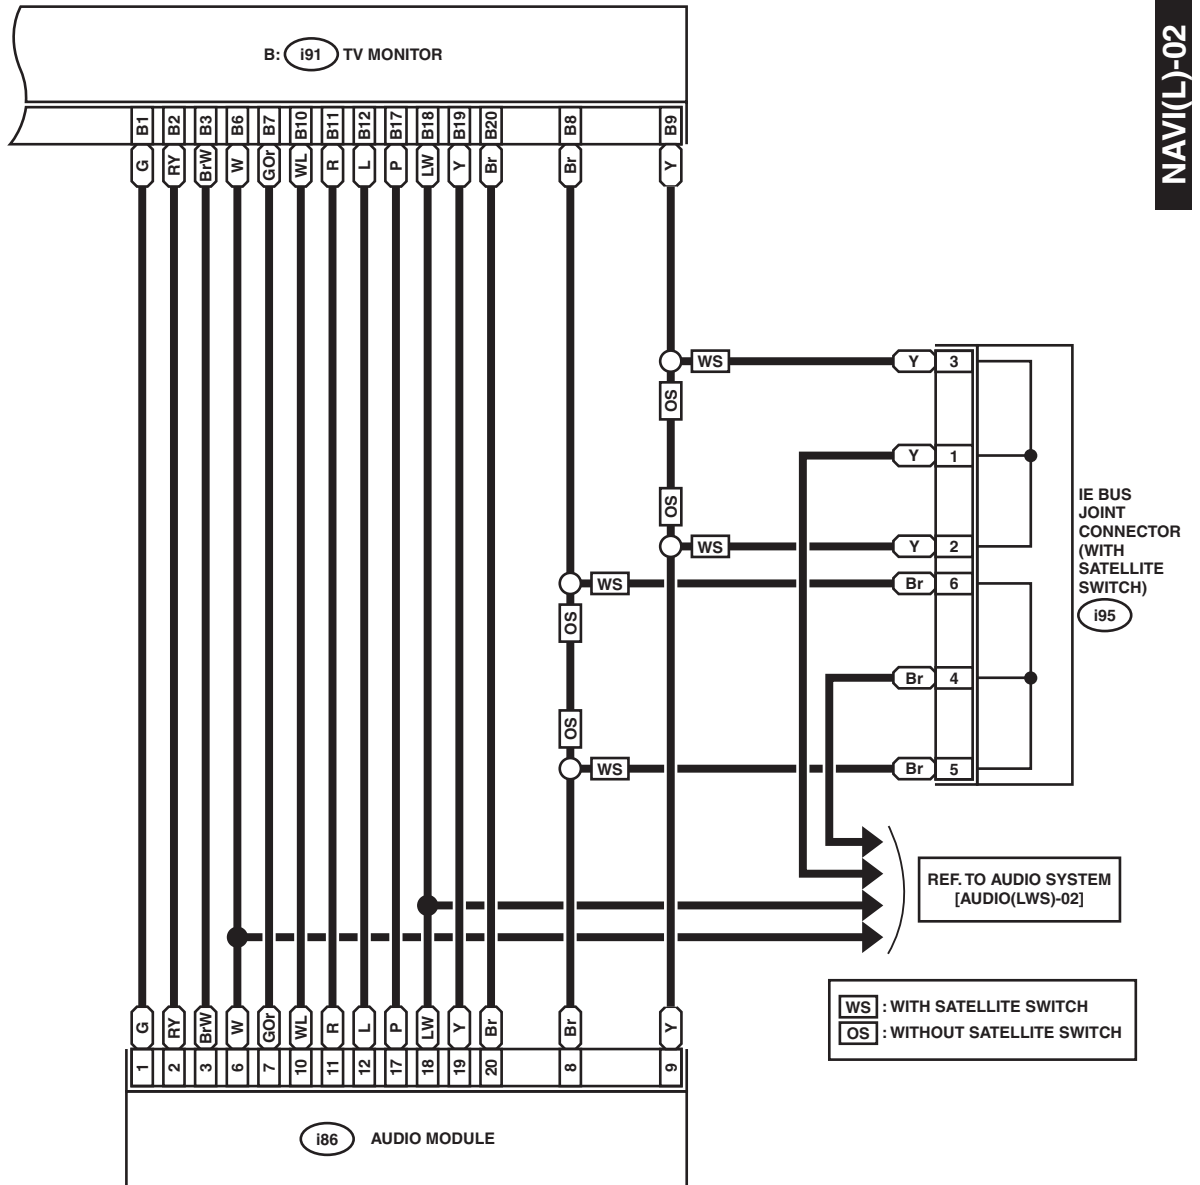 NAVI(L)-02
B: i91 TV MONITOR
B1 B2 B3 B6 B7 B10 B11 B12 B17 B18 B19 B20 B8 B9
G RY BrW W GOr WL R L P LW Y Br Br Y
WS Y 3
OS
Y 1
OS
WS Y 2
WS Br 6
OS
Br 4
OS
WS Br 5
IE BUS
JOINT
CONNECTOR
(WITH
SATELLITE
SWITCH)
i95
REF. TO AUDIO SYSTEM
[AUDIO(LWS)-02]
WS : WITH SATELLITE SWITCH
OS : WITHOUT SATELLITE SWITCH
G RY BrW W GOr WL R L P LW Y Br Br Y
1 2 3 6 7 10 11 12 17 18 19 20 8 9
i86 AUDIO MODULE